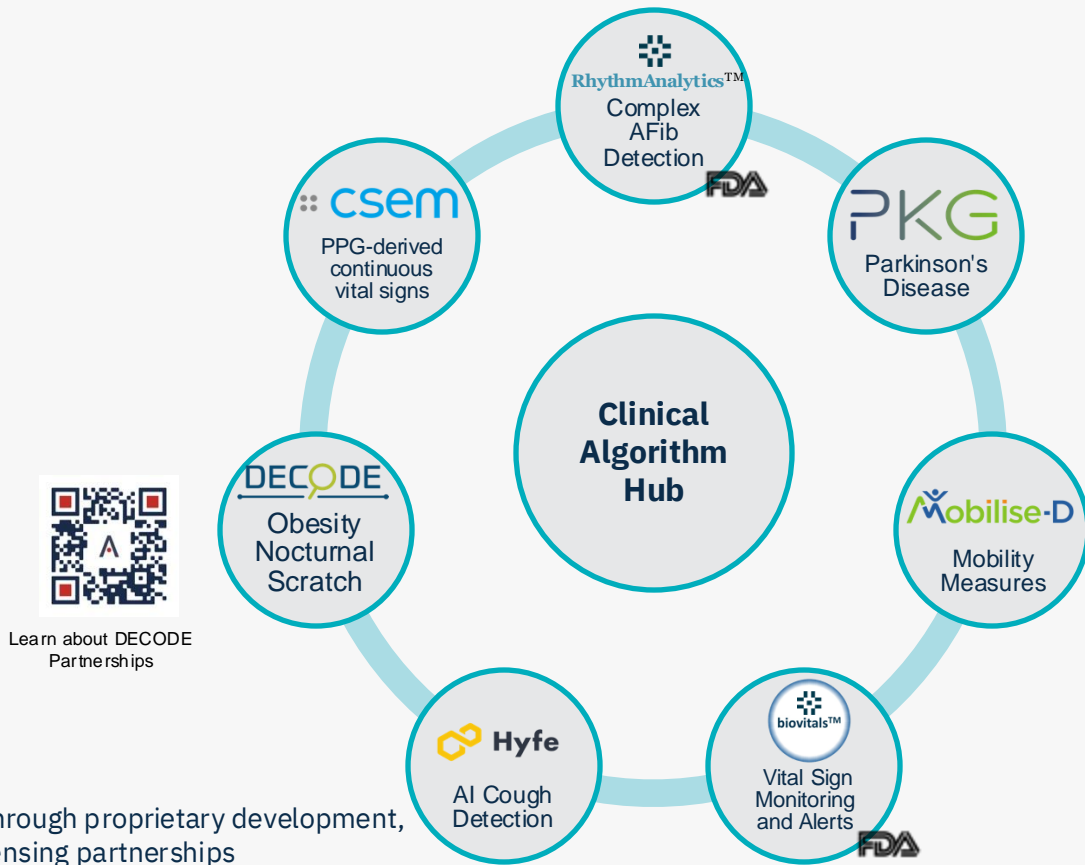 RhythmAnalytics™
Complex
AFib
Detection
FDA
csem
PPG-derived
continuous
vital signs
PKG
Parkinson's
Disease
Clinical
Algorithm
Hub
DECODE
Obesity
Nocturnal
Scratch
Mobilise-D
Mobility
Measures
Learn about DECODE
Partnerships
biovitals™
Vital Sign
Monitoring
and Alerts
FDA
Hyfe
AI Cough
Detection
hrough proprietary development,
ensing partnerships